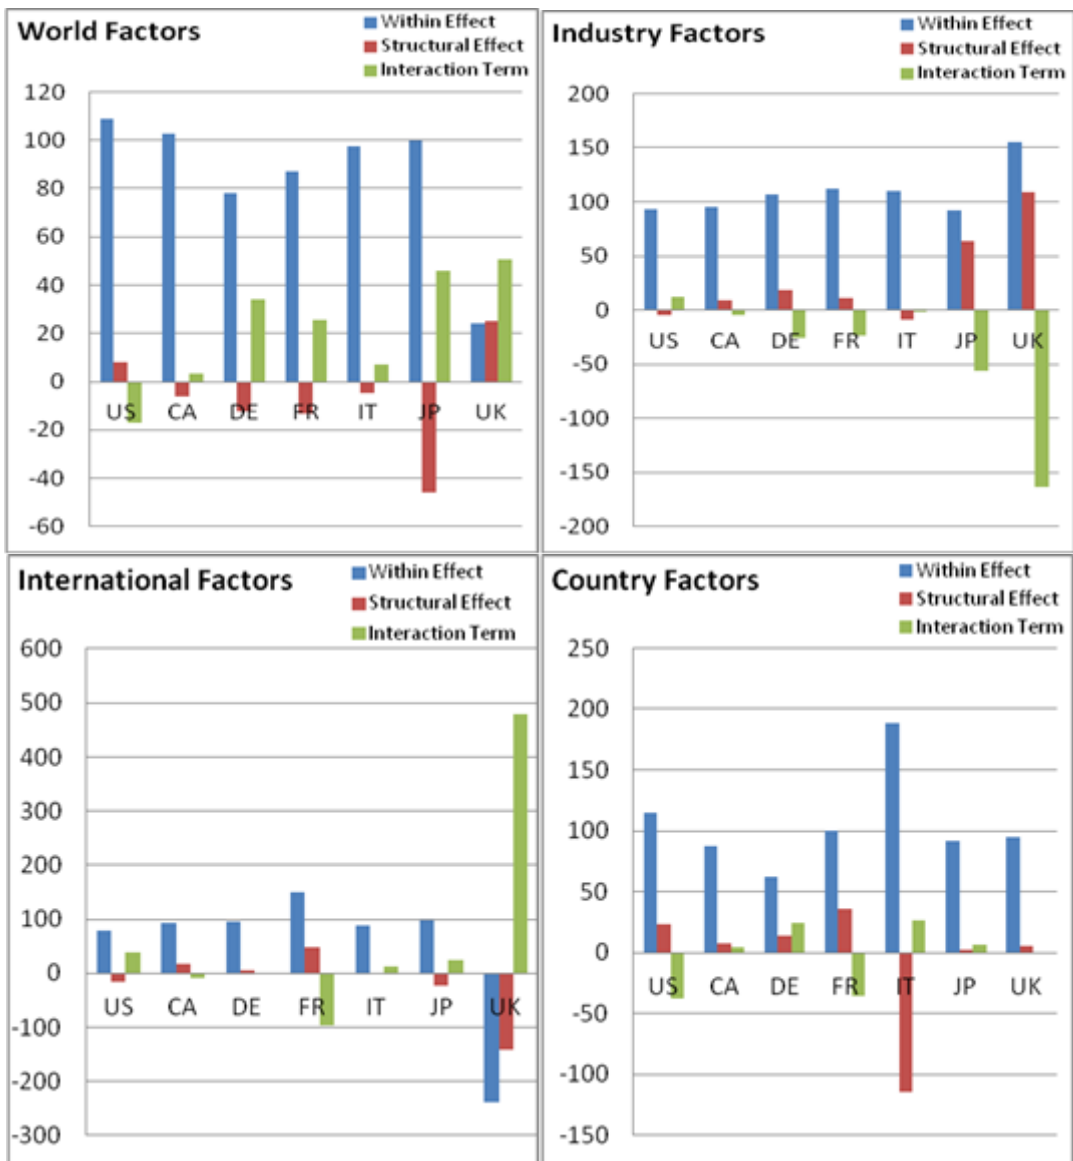 World Factors
Within Effect
Structural Effect
Interaction Term
120
100
80
60
40
20
0
-20
-40
-60
US CA DE FR IT JP UK
Industry Factors
Within Effect
Structural Effect
Interaction Term
200
150
100
50
0
-50
-100
-150
-200
US CA DE FR IT JP UK
International Factors
Within Effect
Structural Effect
Interaction Term
600
500
400
300
200
100
0
-100
-200
-300
US CA DE FR IT JP UK
Country Factors
Within Effect
Structural Effect
Interaction Term
250
200
150
100
50
0
-50
-100
-150
US CA DE FR IT JP UK